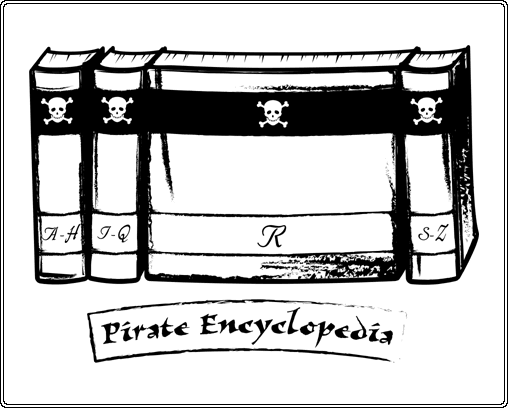 A-H
I-Q
R
S-Z
Pirate Encyclopedia